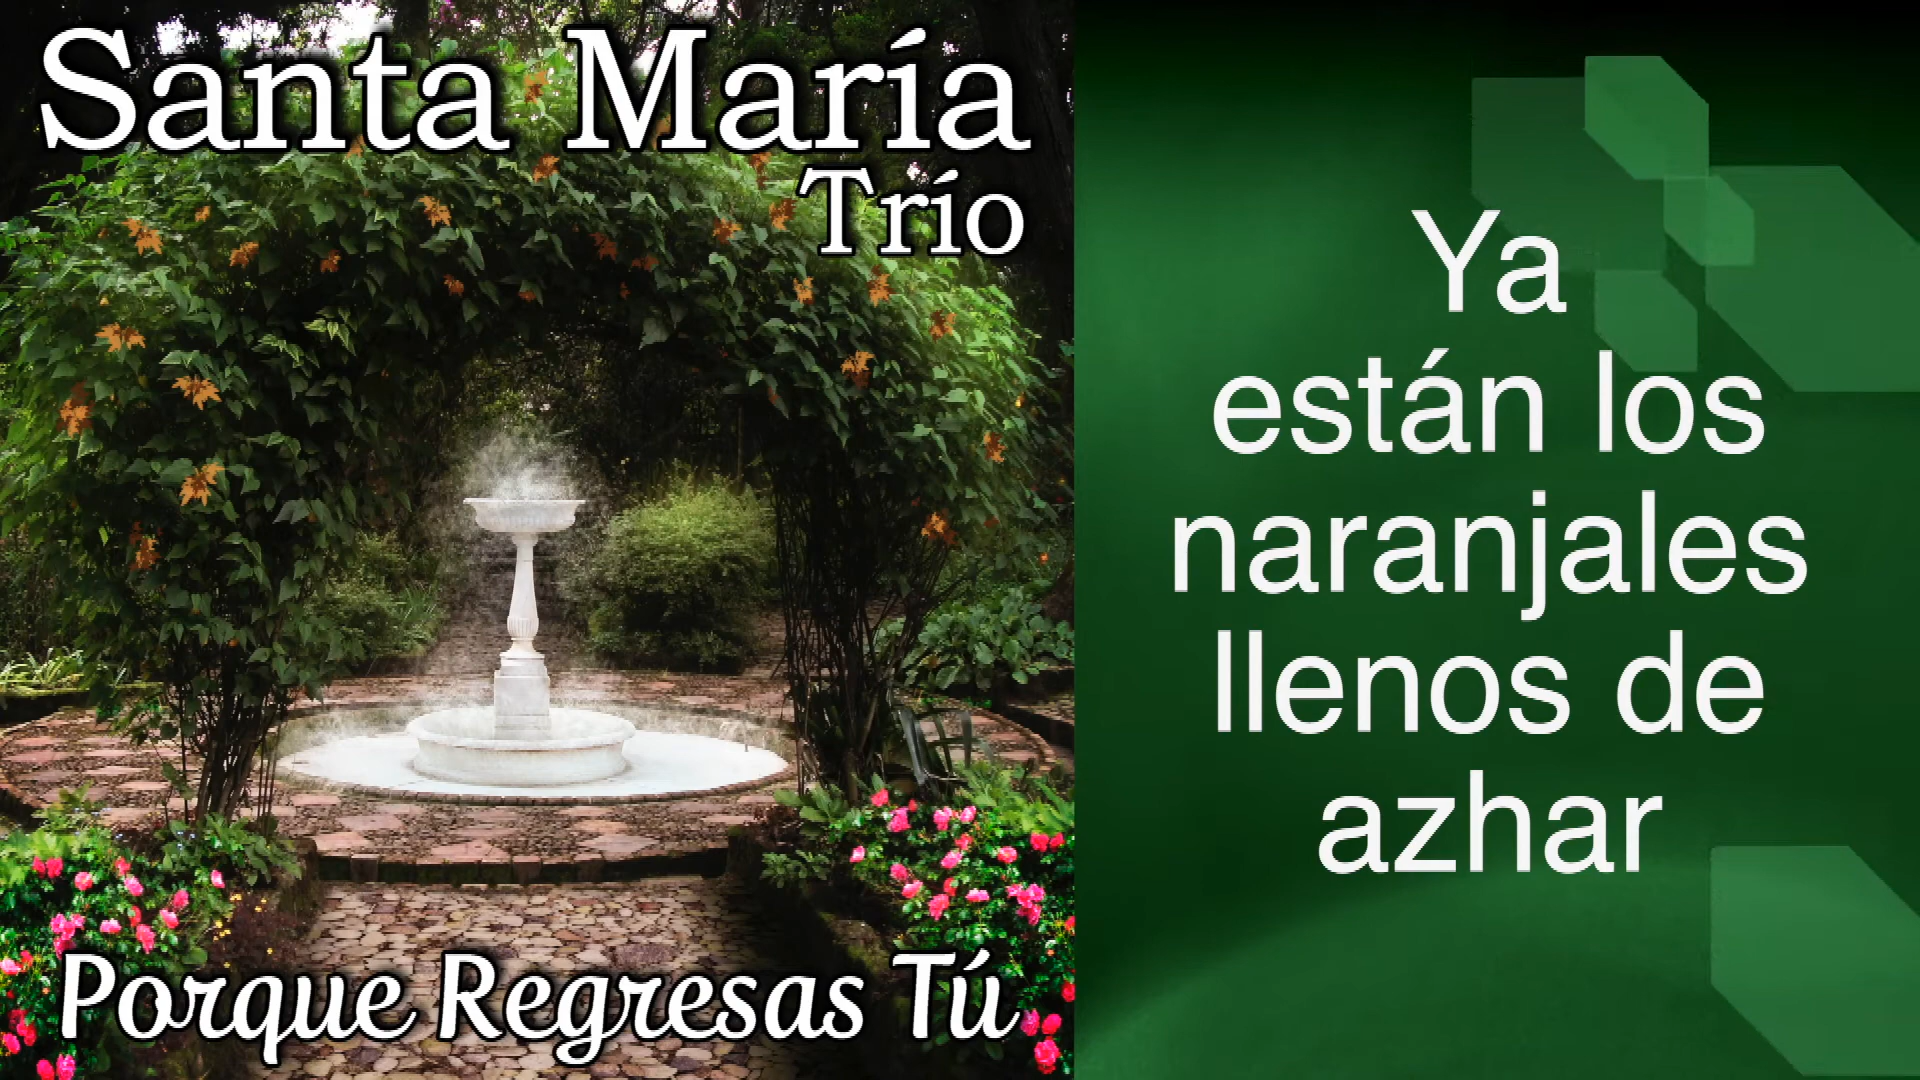 Santa María
Trío
Porque Regresas Tú
Ya
están los
naranjales
llenos de
azhar